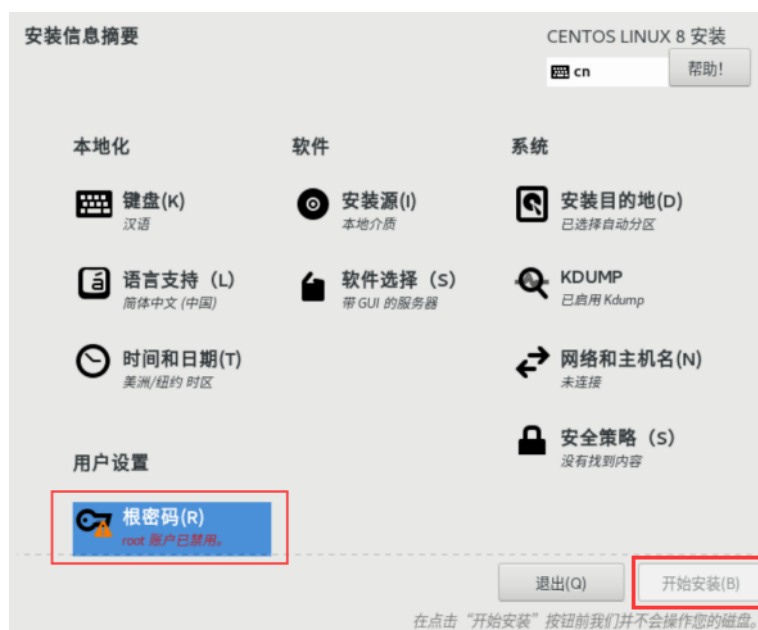 安装信息摘要
CENTOS LINUX 8 安装
cn
帮助!
本地化
软件
系统
键盘(K)
汉语
安装源(I)
本地介质
安装目的地(D)
已选择自动分区
语言支持（L）
简体中文 (中国)
软件选择（S）
带 GUI 的服务器
KDUMP
已启用 Kdump
时间和日期(T)
美洲/纽约 时区
网络和主机名(N)
未连接
安全策略（S）
没有找到内容
用户设置
根密码(R)
root 账户已禁用。
退出(Q)
开始安装(B)
在点击“开始安装”按钮前我们并不会操作您的磁盘。